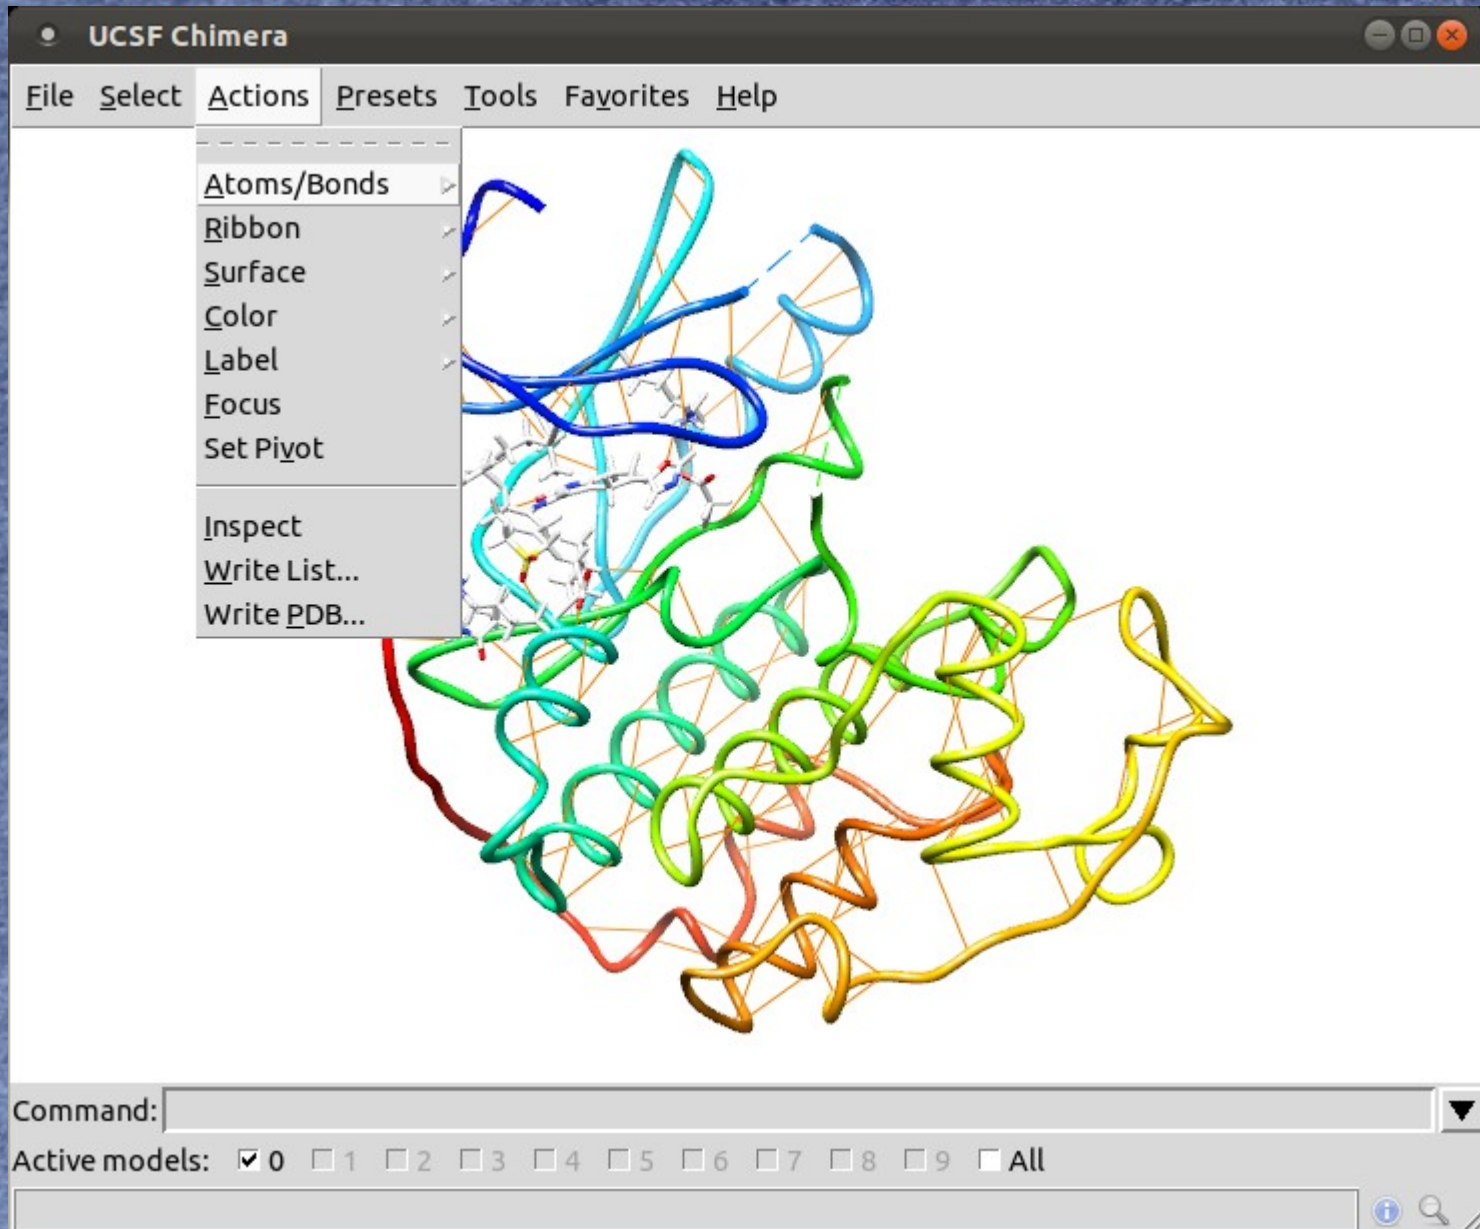 UCSF Chimera
File Select Actions Presets Tools Favorites Help
Atoms/Bonds
Ribbon
Surface
Color
Label
Focus
Set Pivot
Inspect
Write List...
Write PDB...
Command:
Active models: 0 1 2 3 4 5 6 7 8 9 All